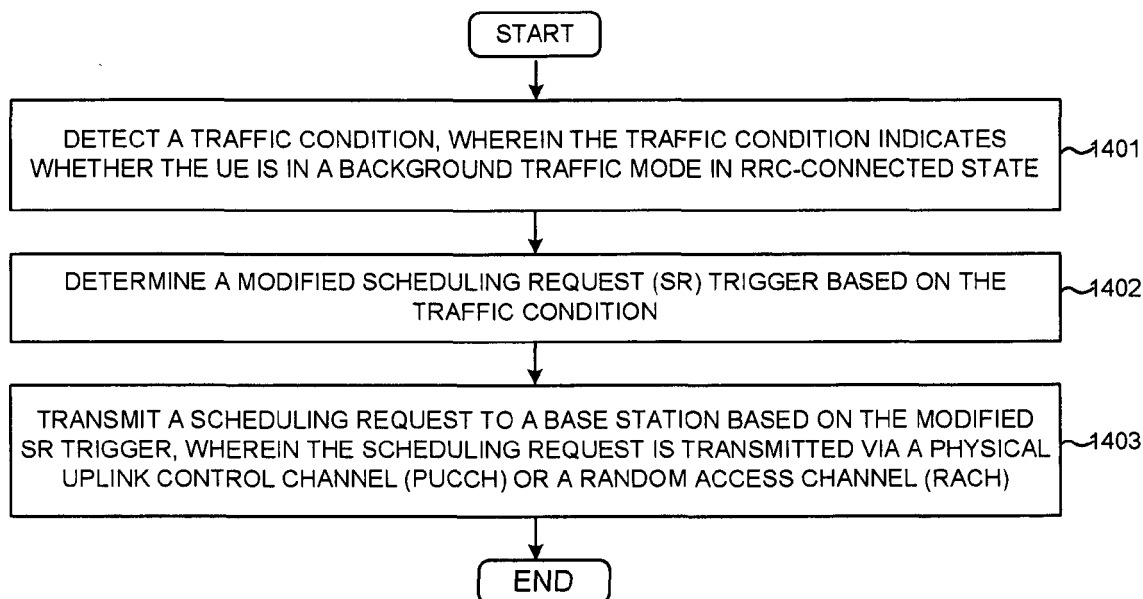 START
DETECT A TRAFFIC CONDITION, WHEREIN THE TRAFFIC CONDITION INDICATES
WHETHER THE UE IS IN A BACKGROUND TRAFFIC MODE IN RRC-CONNECTED STATE
1401
DETERMINE A MODIFIED SCHEDULING REQUEST (SR) TRIGGER BASED ON THE
TRAFFIC CONDITION
1402
TRANSMIT A SCHEDULING REQUEST TO A BASE STATION BASED ON THE MODIFIED
SR TRIGGER, WHEREIN THE SCHEDULING REQUEST IS TRANSMITTED VIA A PHYSICAL
UPLINK CONTROL CHANNEL (PUCCH) OR A RANDOM ACCESS CHANNEL (RACH)
1403
END